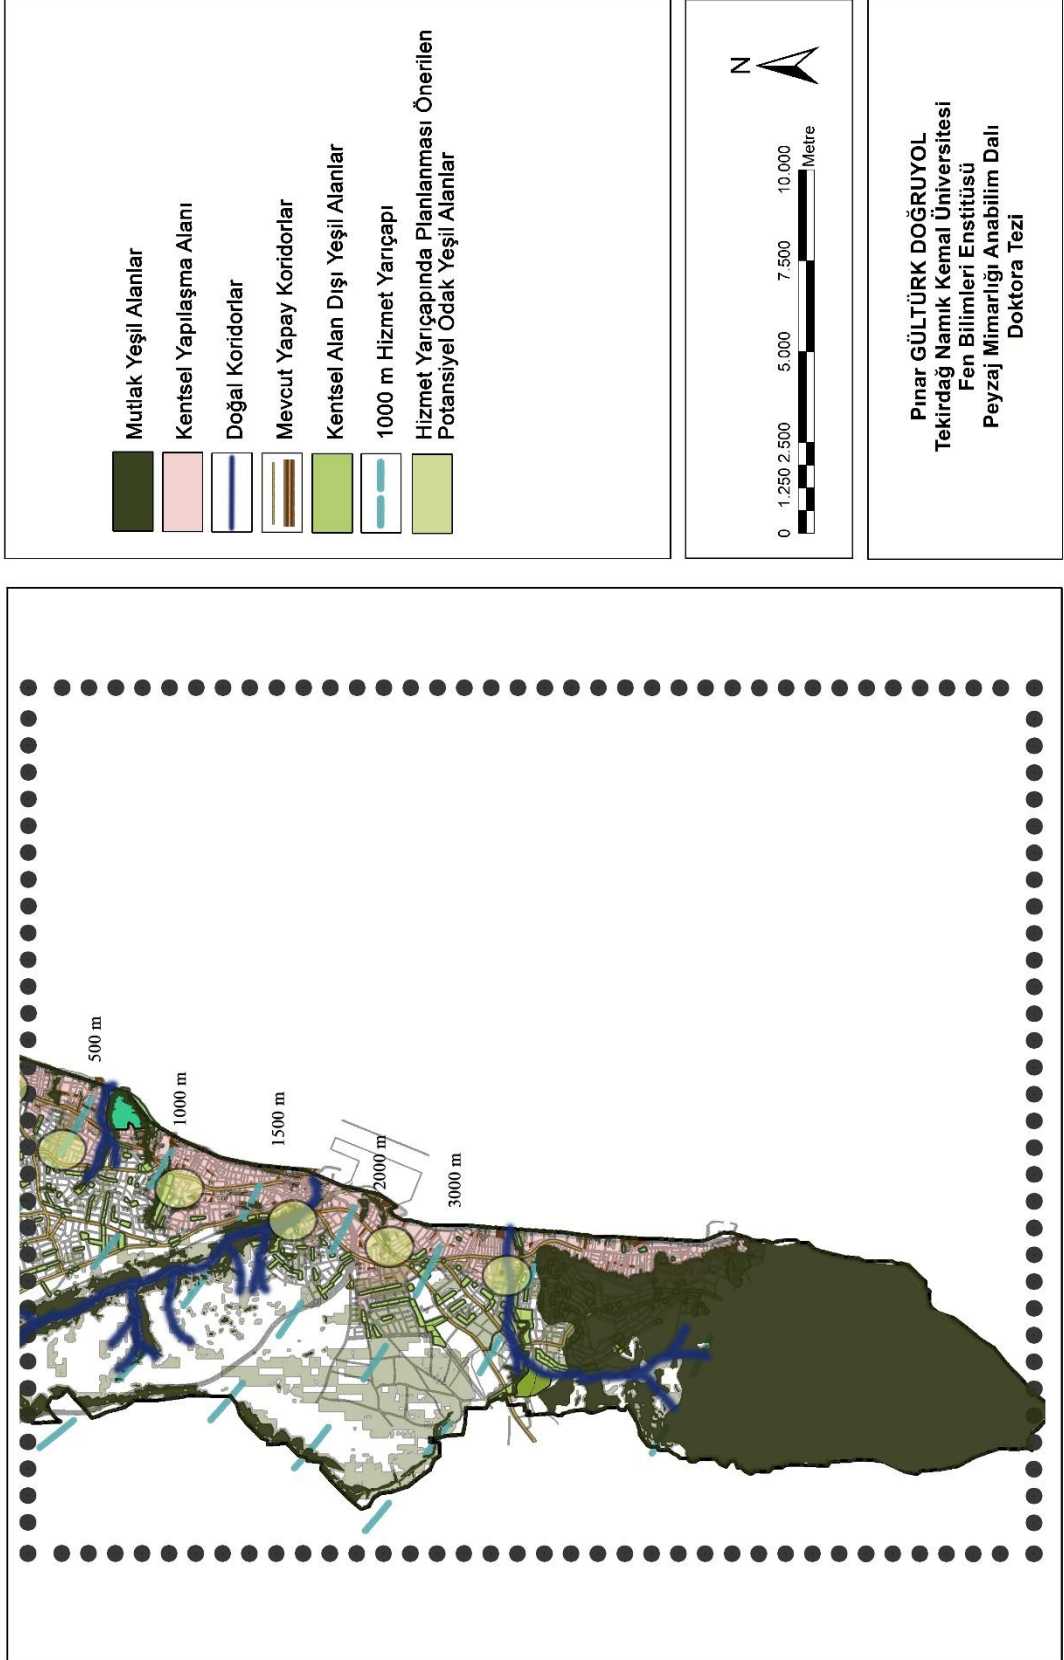 Mutlak Yeşil Alanlar
Kentsel Yapılaşma Alanı
Doğal Koridorlar
Mevcut Yapay Koridorlar
Kentsel Alan Dışı Yeşil Alanlar
1000 m Hizmet Yarıçapı
Hizmet Yarıçapında Planlanması Önerilen
Potansiyel Odak Yeşil Alanlar
N
0 1.250 2.500 5.000 7.500 10.000
Metre
Pınar GÜLTÜRK DOĞRUYOL
Tekirdağ Namık Kemal Üniversitesi
Fen Bilimleri Enstitüsü
Peyzaj Mimarlığı Anabilim Dalı
Doktora Tezi
500 m
1000 m
1500 m
2000 m
3000 m